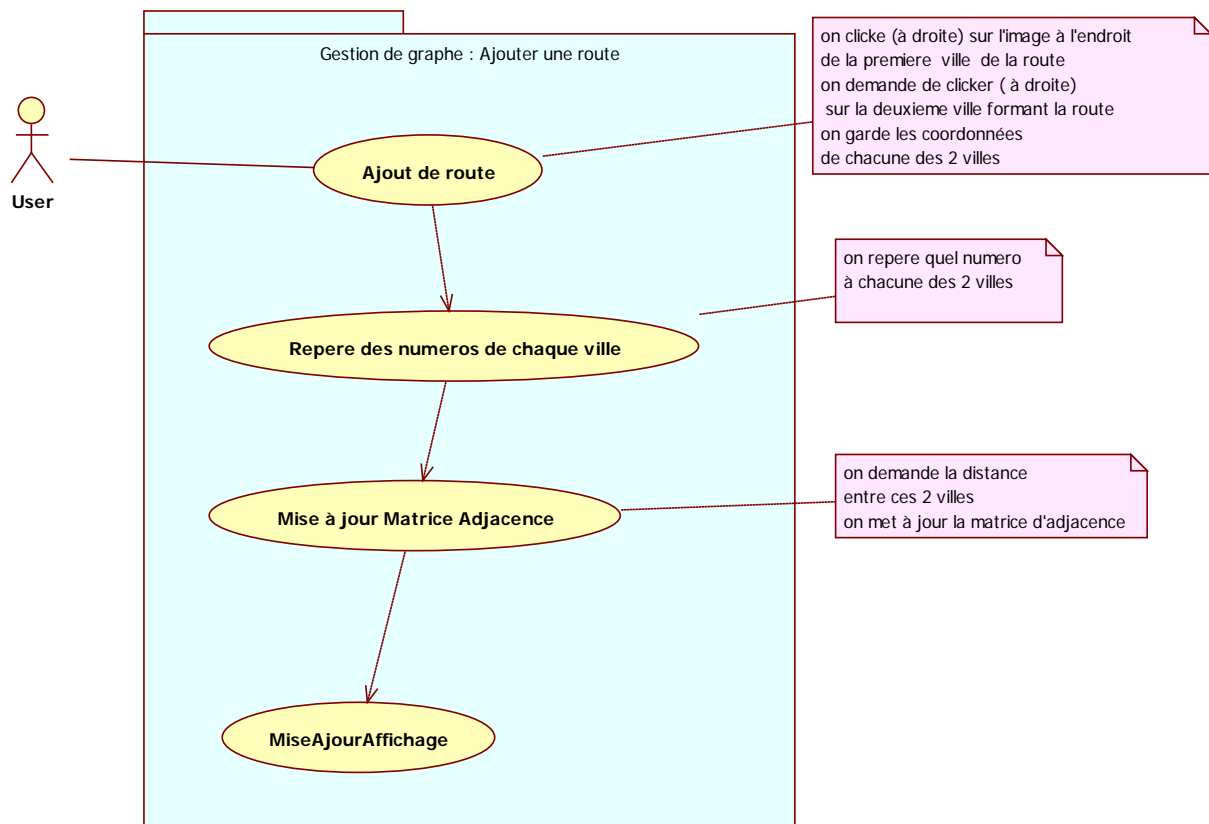 Gestion de graphe : Ajouter une route
on clicke (à droite) sur l'image à l'endroit
de la premiere ville de la route
on demande de clicker ( à droite)
sur la deuxieme ville formant la route
on garde les coordonnées
de chacune des 2 villes
User
Ajout de route
on repere quel numero
à chacune des 2 villes
Repere des numeros de chaque ville
on demande la distance
entre ces 2 villes
on met à jour la matrice d'adjacence
Mise à jour Matrice Adjacence
MiseAjourAffichage